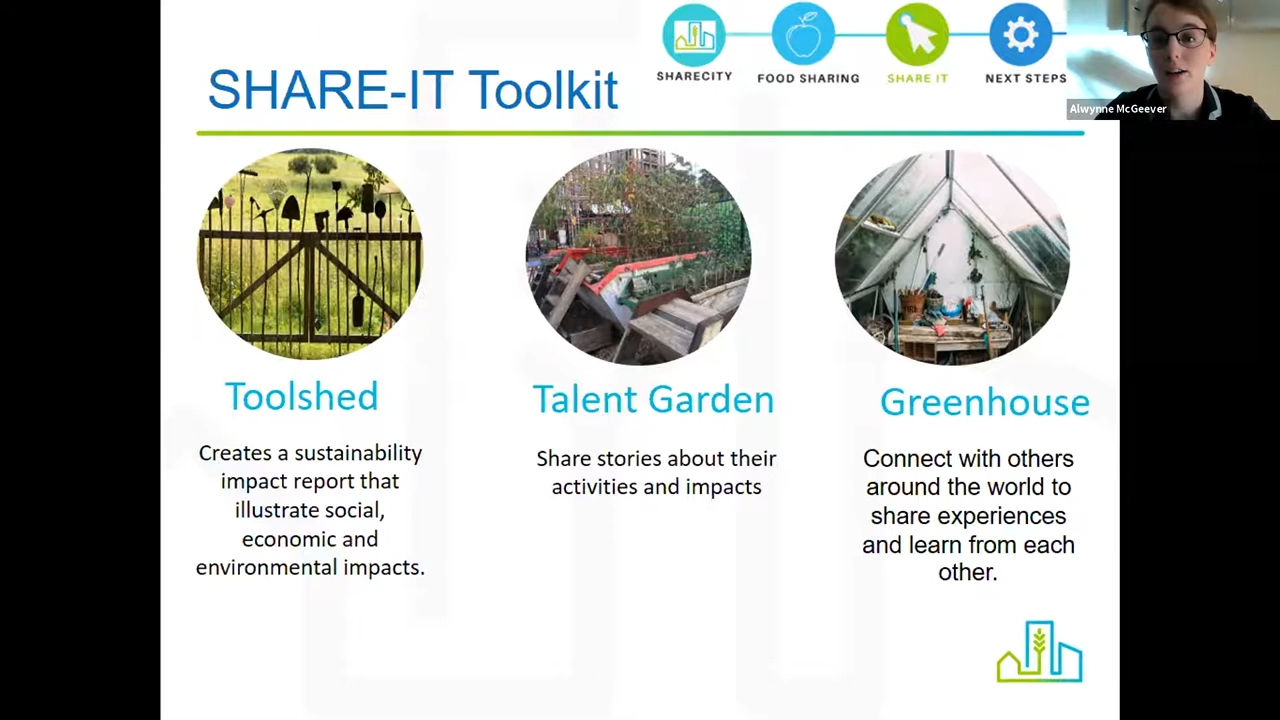 SHARECITY
FOOD SHARING
SHARE IT
NEXT STEPS
Alwynne McGeever
SHARE-IT Toolkit
Toolshed
Creates a sustainability
impact report that
illustrate social,
economic and
environmental impacts.
Talent Garden
Share stories about their
activities and impacts
Greenhouse
Connect with others
around the world to
share experiences
and learn from each
other.